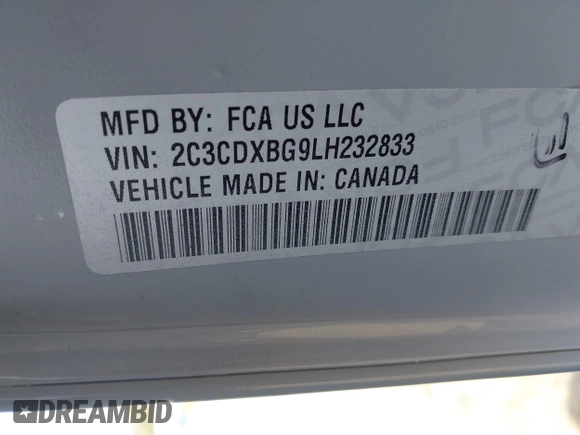 MFD BY: FCA US LLC
VIN: 2C3CDXBG9LH232833
VEHICLE MADE IN: CANADA
DREAMBID